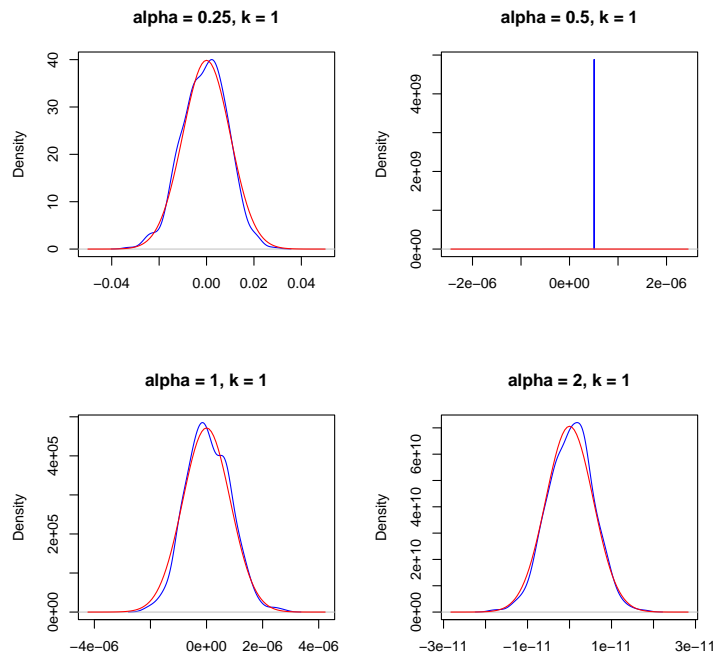 alpha = 0.25, k = 1
Density
0
10
20
30
40
−0.04
0.00
0.02
0.04
alpha = 0.5, k = 1
Density
0e+00
2e+09
4e+09
−2e−06
0e+00
2e−06
alpha = 1, k = 1
Density
0e+00
2e+05
4e+05
−4e−06
0e+00
2e−06
4e−06
alpha = 2, k = 1
Density
0e+00
2e+10
4e+10
6e+10
−3e−11
−1e−11
1e−11
3e−11